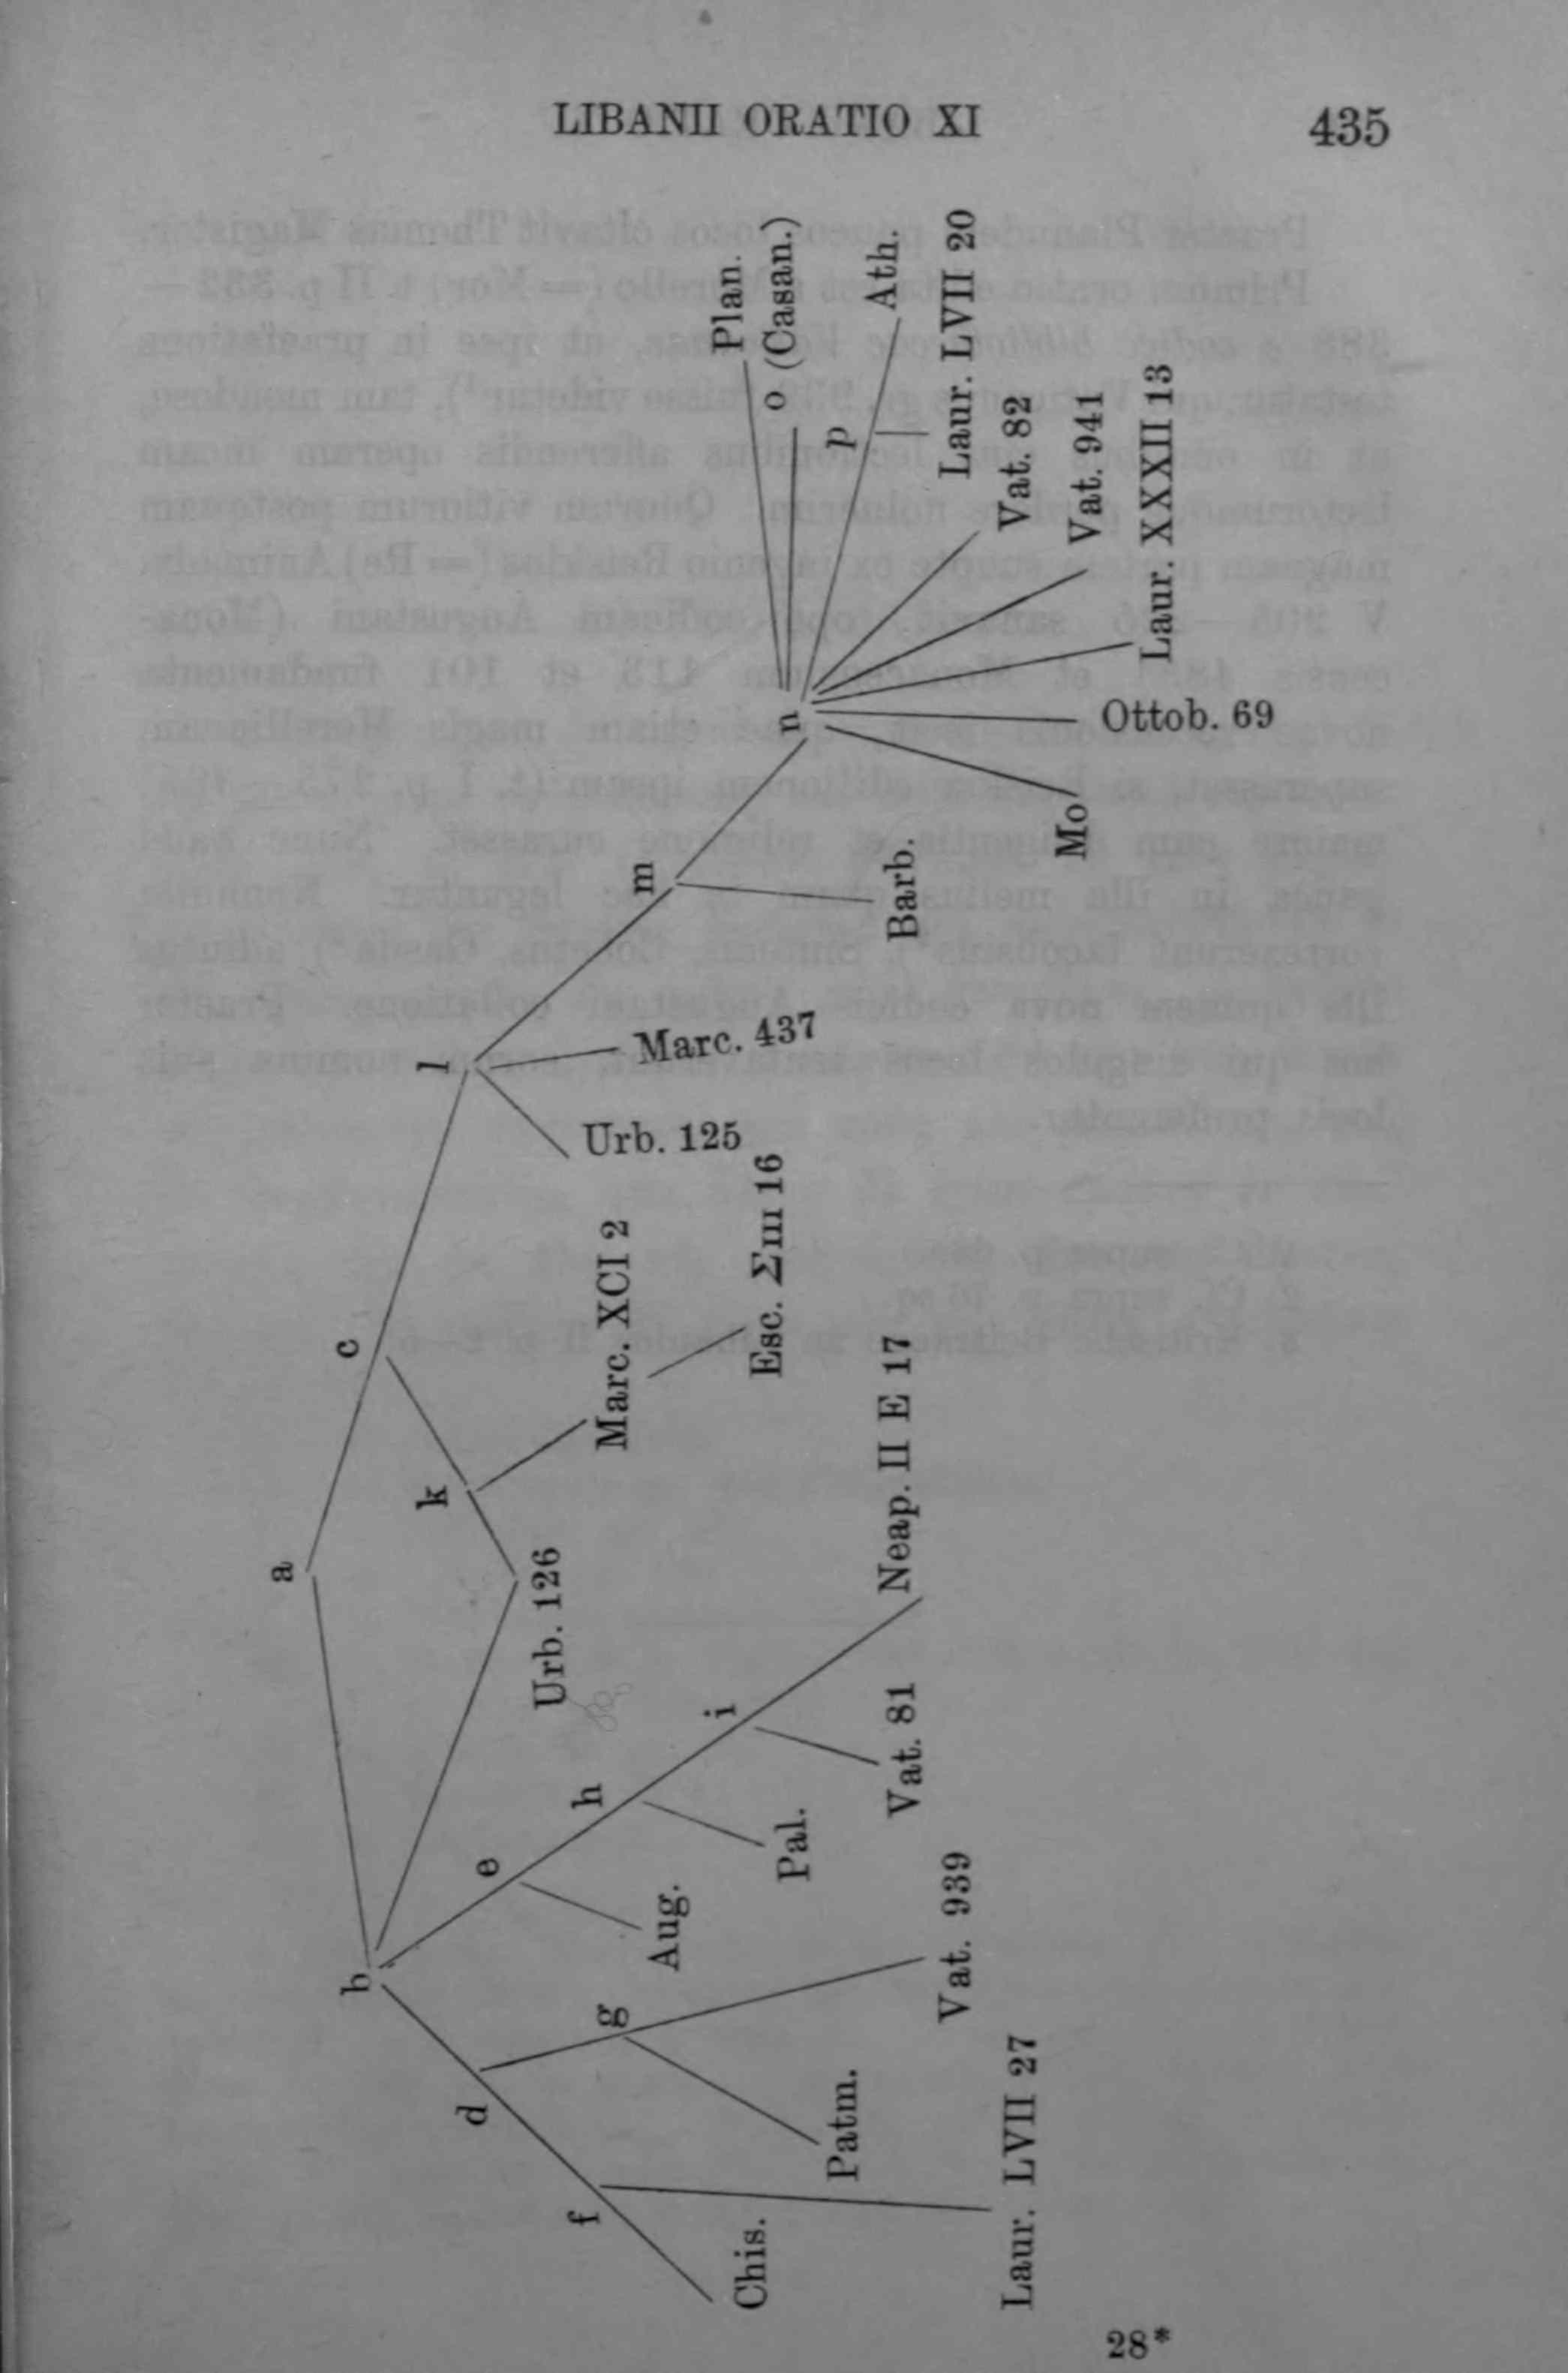 LIBANII ORATIO XI 435
a
b
c
d
e
f
g
h
i
k
l
m
n
o (Casan.)
p
Plan.
Ath.
Laur. LVII 20
Vat. 82
Vat. 941
Laur. XXXII 13
Ottob. 69
Mo
Barb.
Marc. 437
Urb. 125
Marc. XCI 2
Esc. ΣIII 16
Urb. 126
Neap. II E 17
Vat. 81
Pal.
Aug.
Vat. 939
Patm.
Laur. LVII 27
Chis.
28*